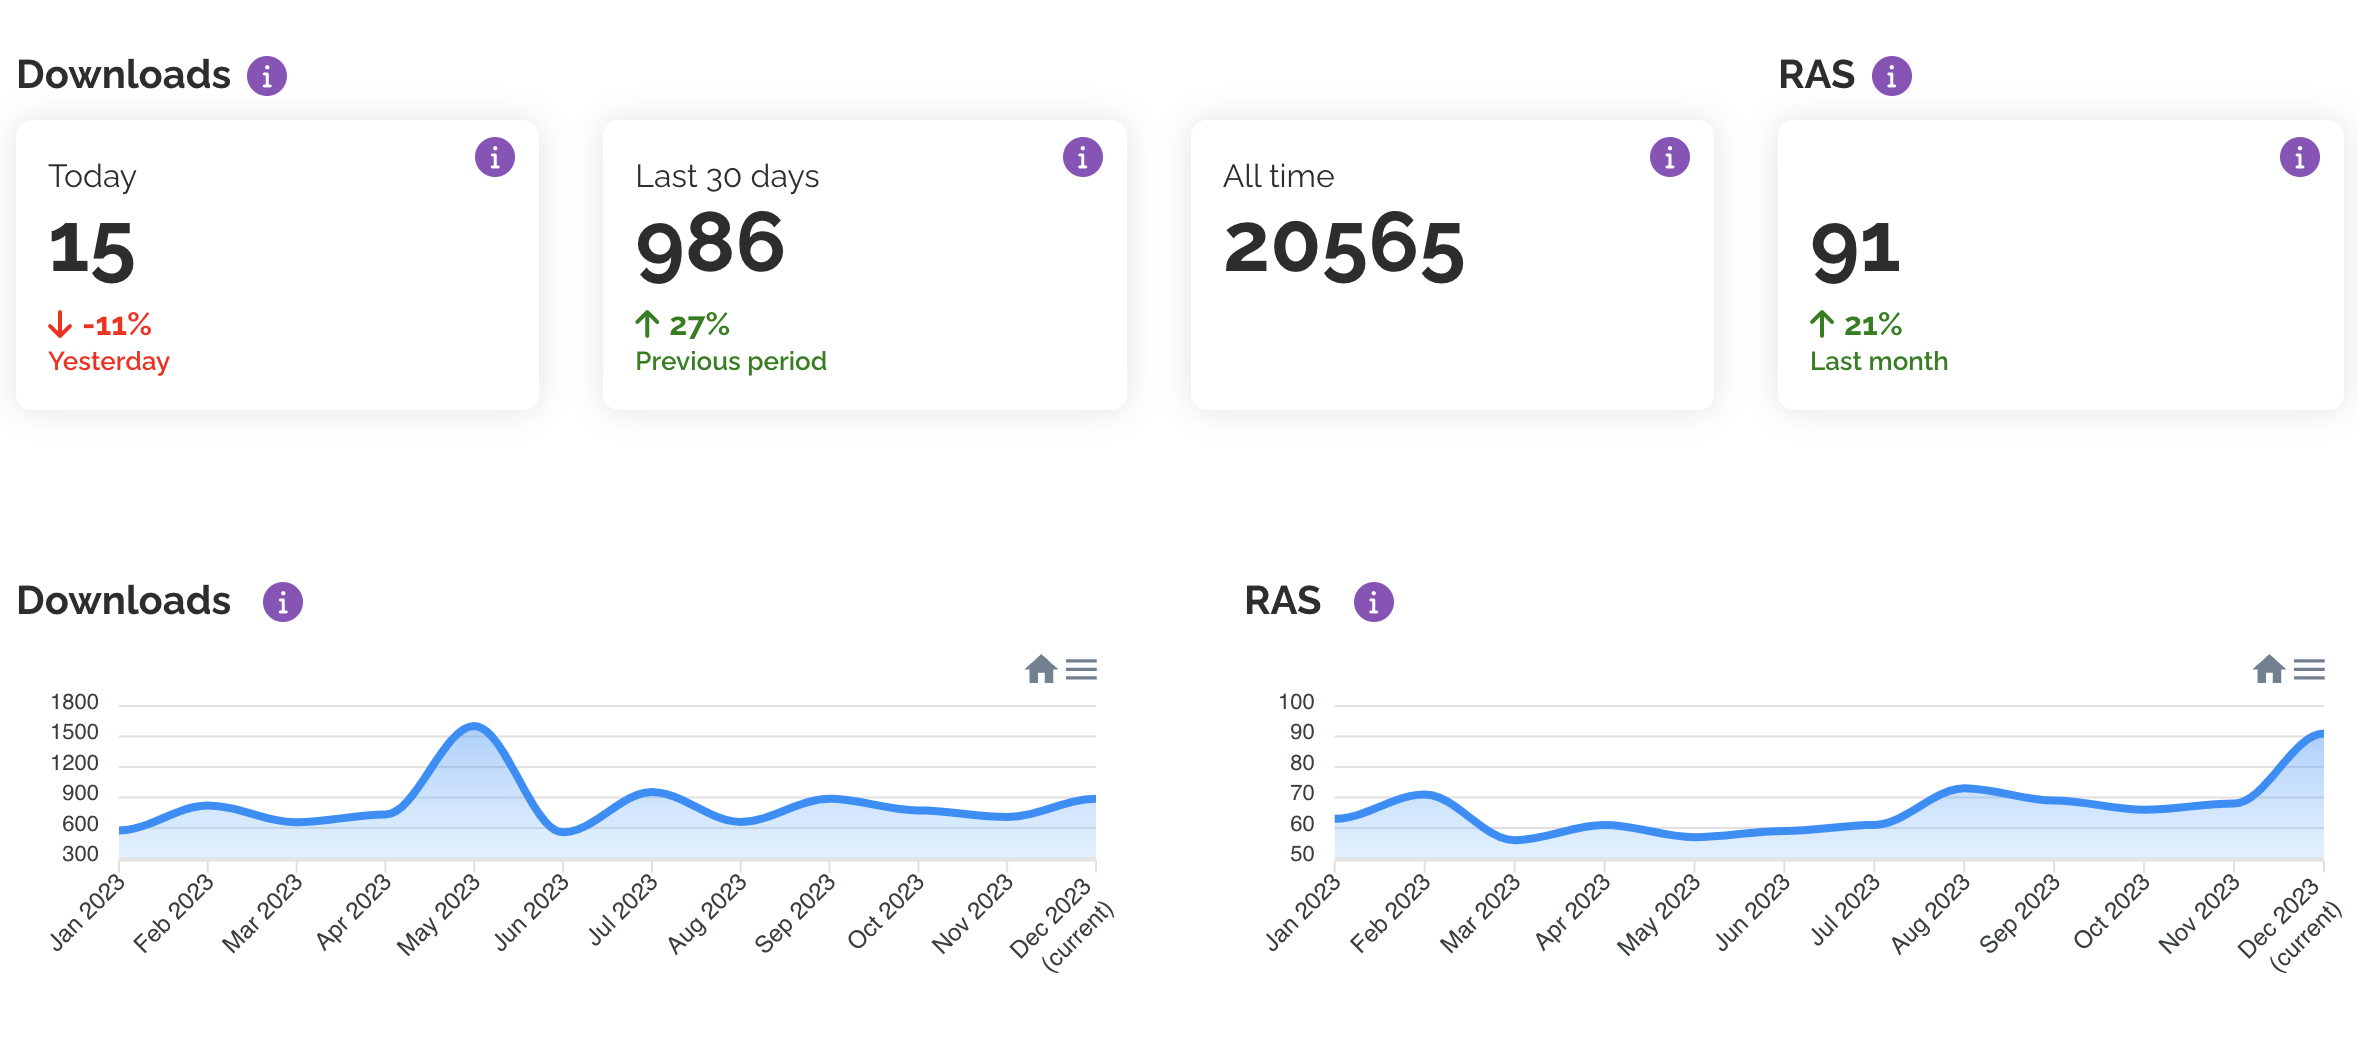 Downloads
RAS
Today
15
-11%
Yesterday
Last 30 days
986
27%
Previous period
All time
20565
91
21%
Last month
Downloads
1800
1500
1200
900
600
300
Jan 2023
Feb 2023
Mar 2023
Apr 2023
May 2023
Jun 2023
Jul 2023
Aug 2023
Sep 2023
Oct 2023
Nov 2023
Dec 2023
(current)
RAS
100
90
80
70
60
50
Jan 2023
Feb 2023
Mar 2023
Apr 2023
May 2023
Jun 2023
Jul 2023
Aug 2023
Sep 2023
Oct 2023
Nov 2023
Dec 2023
(current)